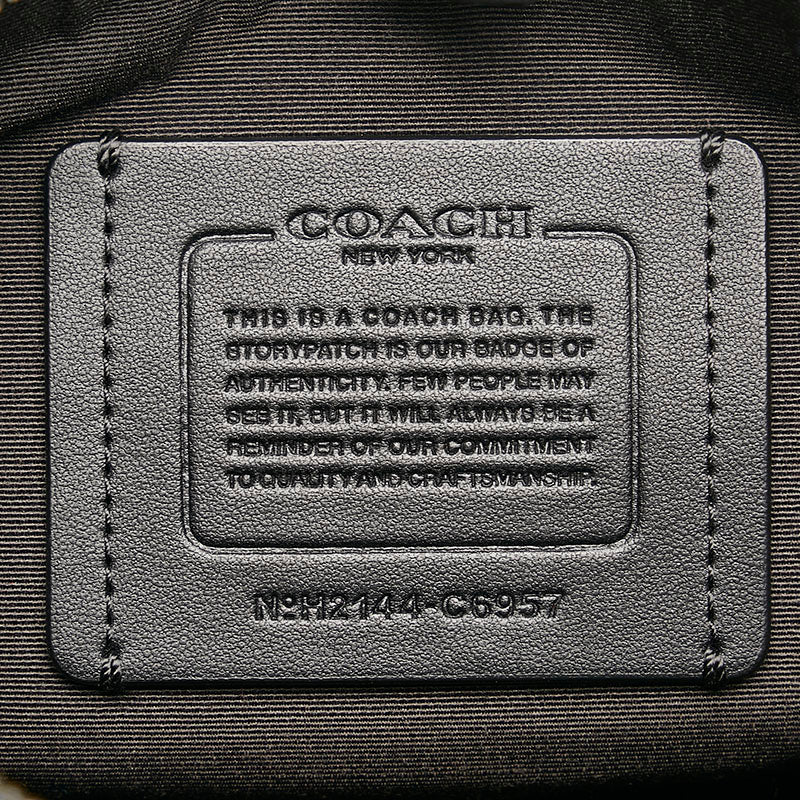 COACH
NEW YORK
THIS IS A COACH BAG. THE
STORYPATCH IS OUR BADGE OF
AUTHENTICITY. FEW PEOPLE MAY
SEE IT, BUT IT WILL ALWAYS BE A
REMINDER OF OUR COMMITMENT
TO QUALITY AND CRAFTSMANSHIP.
NoH2144-C6957